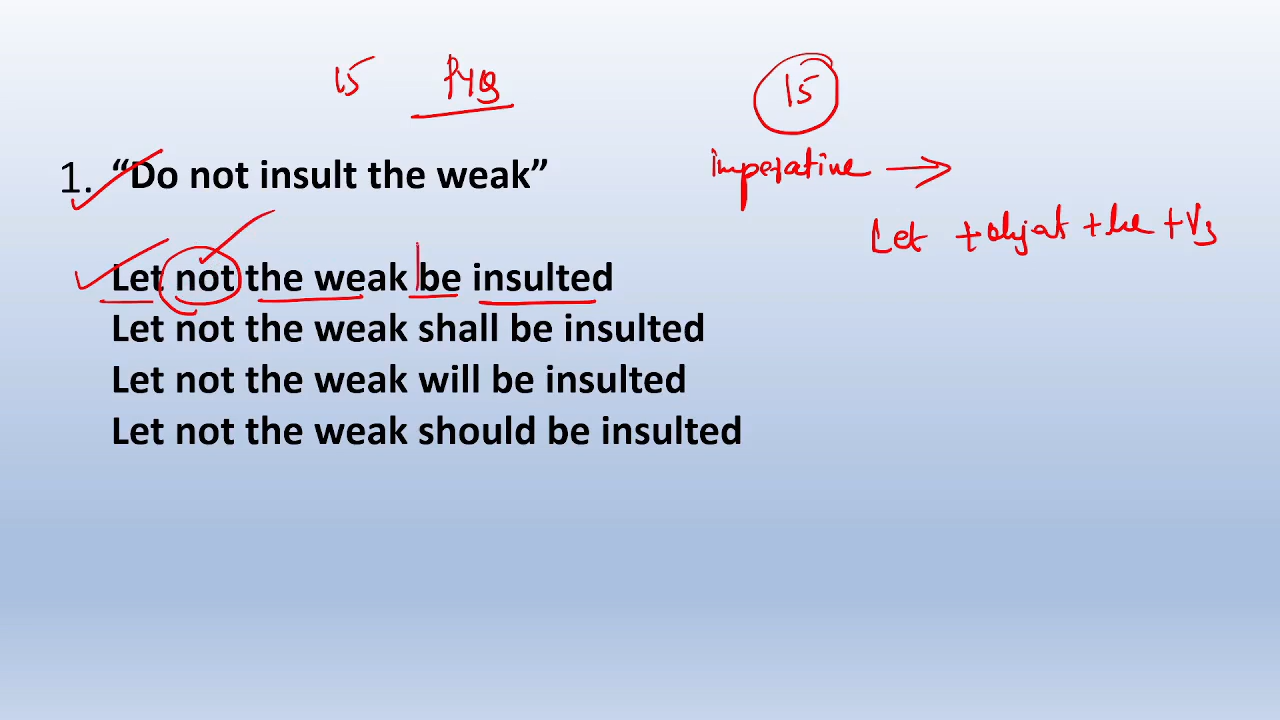 15 PYQ 15
1. “Do not insult the weak”
imperative →
Let + object + be + V3
Let not the weak be insulted
Let not the weak shall be insulted
Let not the weak will be insulted
Let not the weak should be insulted